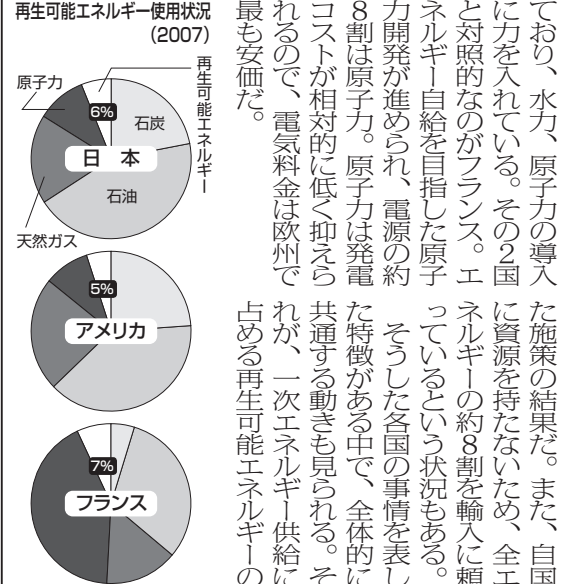 再生可能エネルギー使用状況
（2007）
再生可能エネルギー
原子力
6%
石炭
日　本
石油
天然ガス
5%
アメリカ
7%
フランス
ており、水力、原子力の導入
に力を入れている。その2国
と対照的なのがフランス。エ
ネルギー自給を目指した原子
力開発が進められ、電源の約
8割は原子力。原子力は発電
コストが相対的に低く抑えら
れるので、電気料金は欧州で
最も安価だ。
た施策の結果だ。また、自国
に資源を持たないため、全エ
ネルギーの約8割を輸入に頼
っているという状況もある。
そうした各国の事情を表し
た特徴がある中で、全体的に
共通する動きも見られる。そ
れが、一次エネルギー供給に
占める再生可能エネルギーの